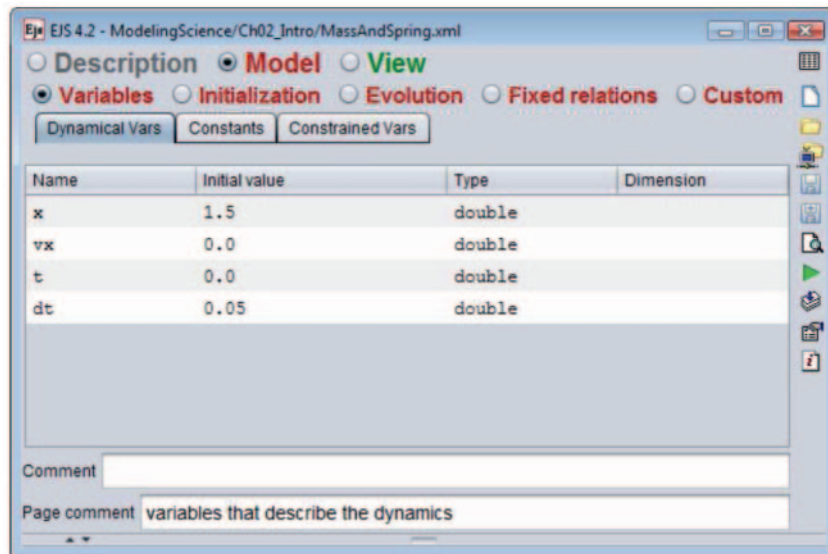 EJS 4.2 - ModelingScience/Ch02_Intro/MassAndSpring.xml
Description Model View
Variables Initialization Evolution Fixed relations Custom
Dynamical Vars Constants Constrained Vars
Name Initial value Type Dimension
x 1.5 double
vx 0.0 double
t 0.0 double
dt 0.05 double
Comment
Page comment variables that describe the dynamics